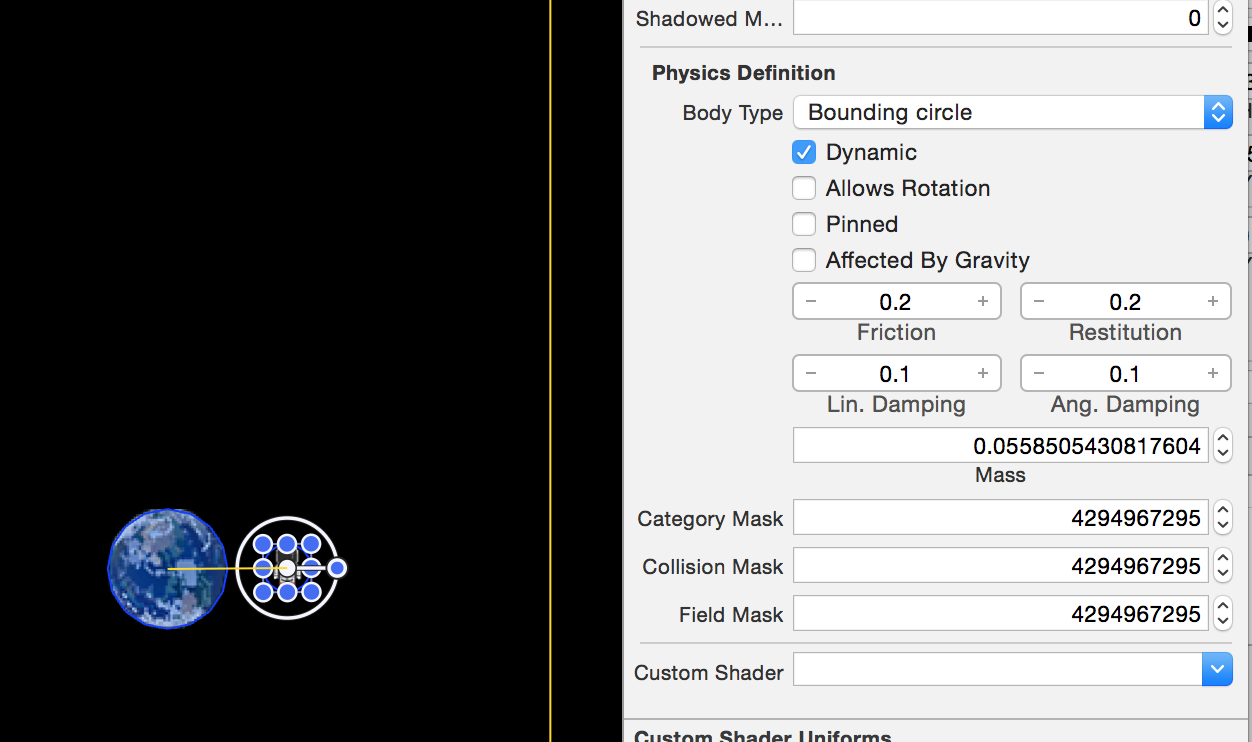 Shadowed M...
0
Physics Definition
Body Type
Bounding circle
Dynamic
Allows Rotation
Pinned
Affected By Gravity
− 0.2 +
− 0.2 +
Friction
Restitution
− 0.1 +
− 0.1 +
Lin. Damping
Ang. Damping
0.0558505430817604
Mass
Category Mask
4294967295
Collision Mask
4294967295
Field Mask
4294967295
Custom Shader
Custom Shader Uniforms